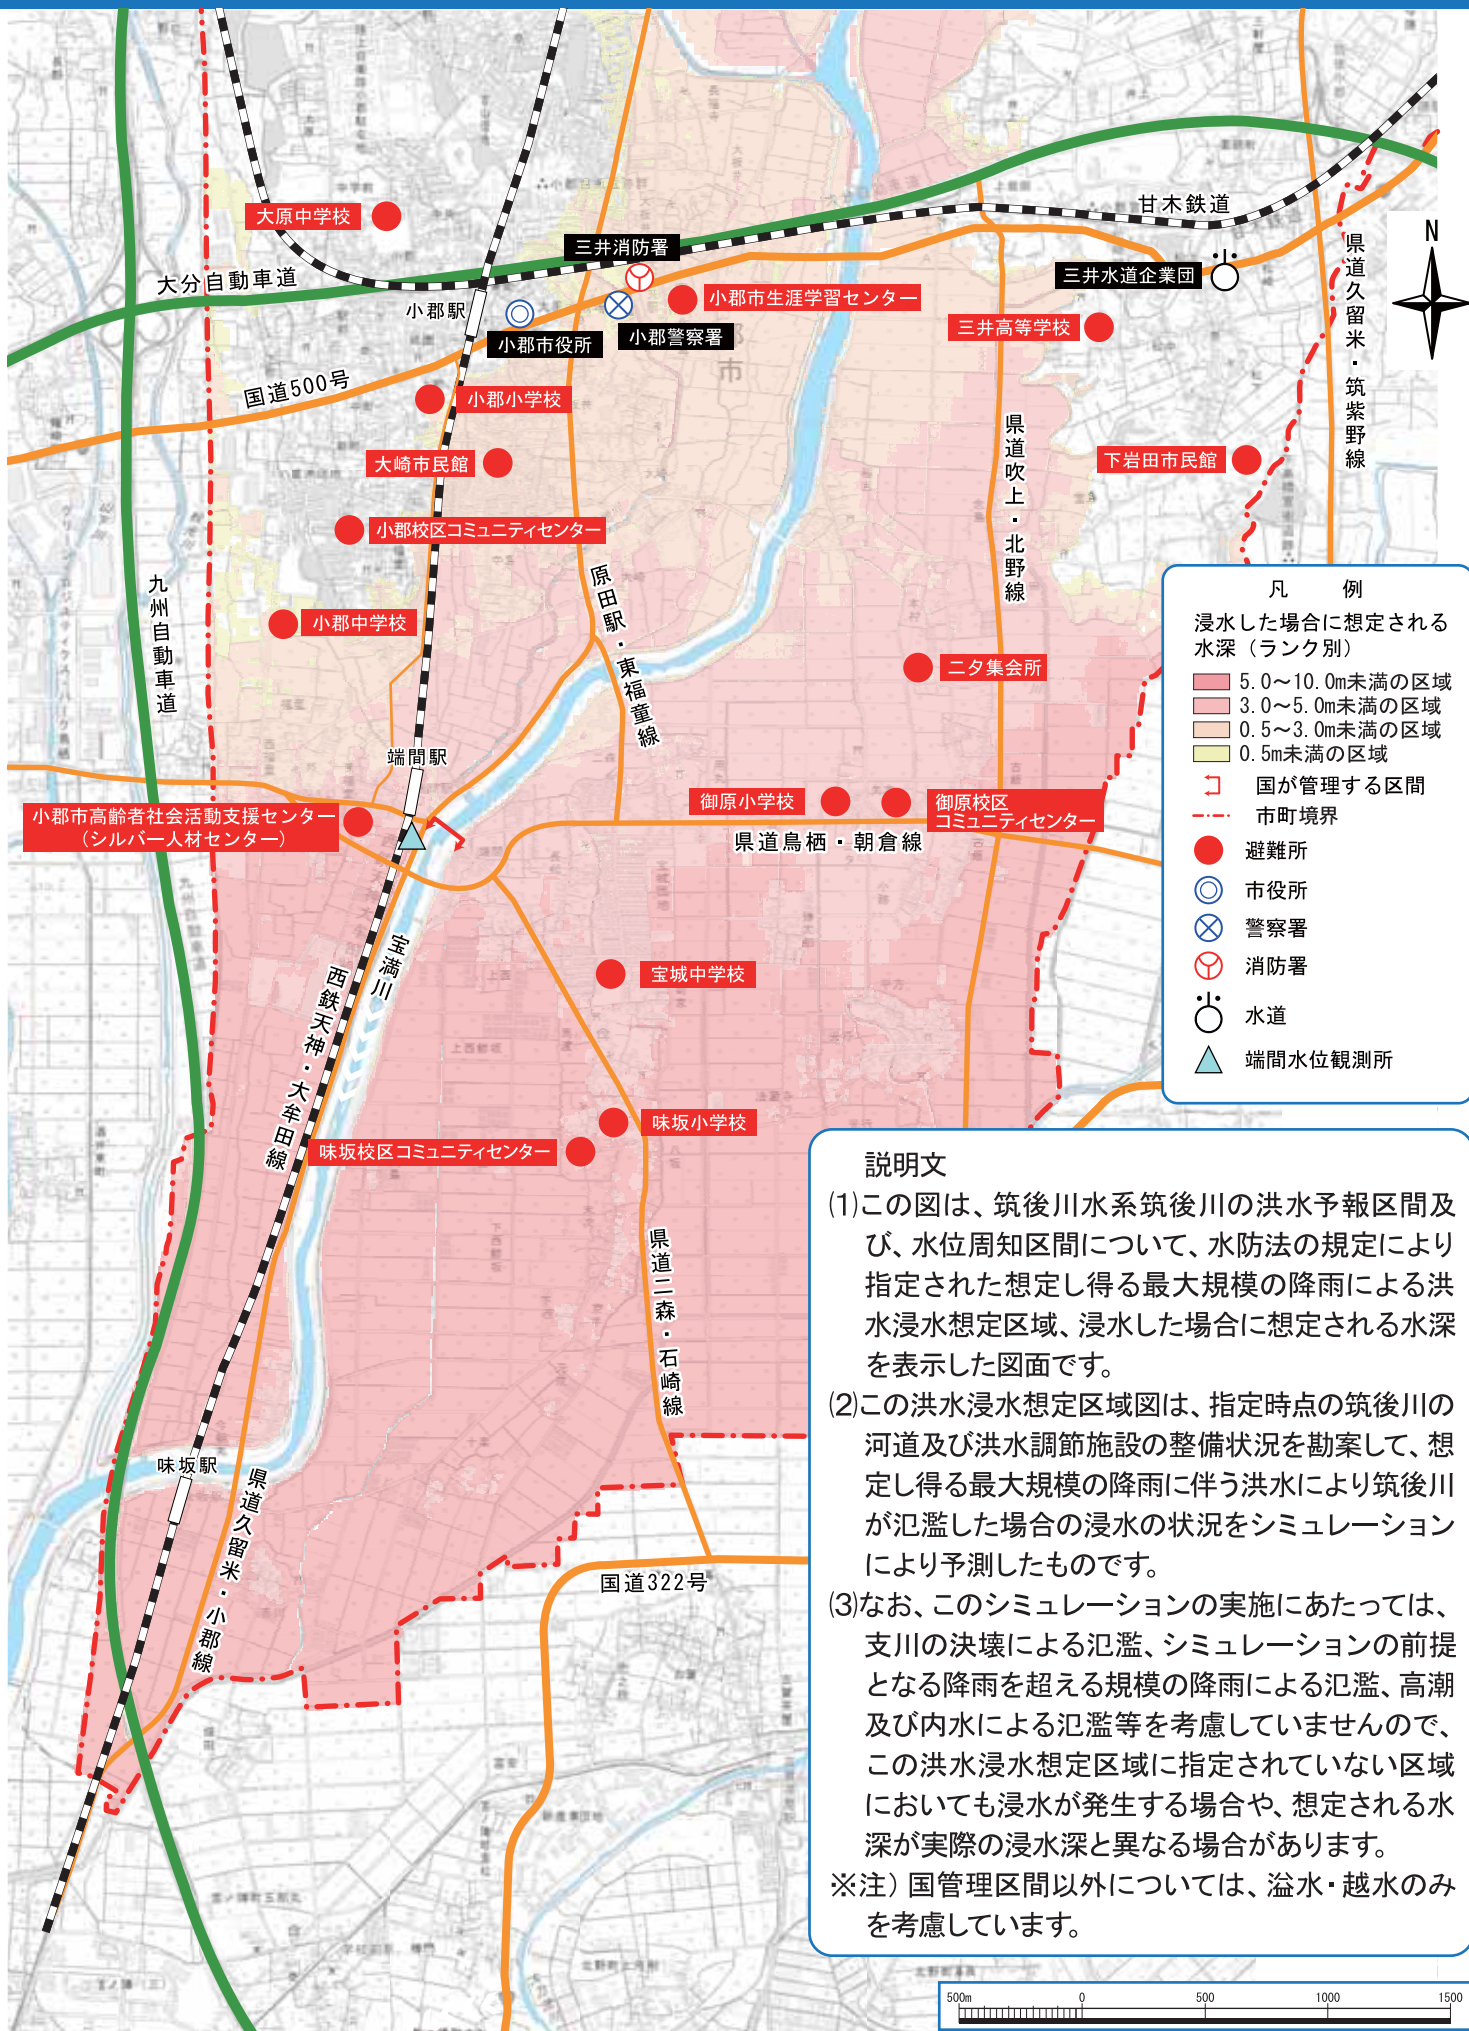 大原中学校
三井消防署
甘木鉄道
大分自動車道
小郡駅
三井水道企業団
県道久留米・筑紫野線
N
小郡市生涯学習センター
小郡市役所
小郡警察署
三井高等学校
国道500号
小郡小学校
大崎市民館
下岩田市民館
県道吹上・北野線
小郡校区コミュニティセンター
九州自動車道
原田駅・東福童線
小郡中学校
二夕集会所
端間駅
御原小学校
御原校区
コミュニティセンター
小郡市高齢者社会活動支援センター
(シルバー人材センター)
県道鳥栖・朝倉線
宝満川
西鉄天神・大牟田線
宝城中学校
味坂小学校
味坂校区コミュニティセンター
県道二森・石崎線
味坂駅
県道久留米・小郡線
国道322号
凡 例
浸水した場合に想定される
水深(ランク別)
5.0〜10.0m未満の区域
3.0〜5.0m未満の区域
0.5〜3.0m未満の区域
0.5m未満の区域
国が管理する区間
市町境界
避難所
市役所
警察署
消防署
水道
端間水位観測所
説明文
(1)この図は、筑後川水系筑後川の洪水予報区間及
び、水位周知区間について、水防法の規定により
指定された想定し得る最大規模の降雨による洪
水浸水想定区域、浸水した場合に想定される水深
を表示した図面です。
(2)この洪水浸水想定区域図は、指定時点の筑後川の
河道及び洪水調節施設の整備状況を勘案して、想
定し得る最大規模の降雨に伴う洪水により筑後川
が氾濫した場合の浸水の状況をシミュレーション
により予測したものです。
(3)なお、このシミュレーションの実施にあたっては、
支川の決壊による氾濫、シミュレーションの前提
となる降雨を超える規模の降雨による氾濫、高潮
及び内水による氾濫等を考慮していませんので、
この洪水浸水想定区域に指定されていない区域
においても浸水が発生する場合や、想定される水
深が実際の浸水深と異なる場合があります。
※注)国管理区間以外については、溢水・越水のみ
を考慮しています。
500m 0 500 1000 1500